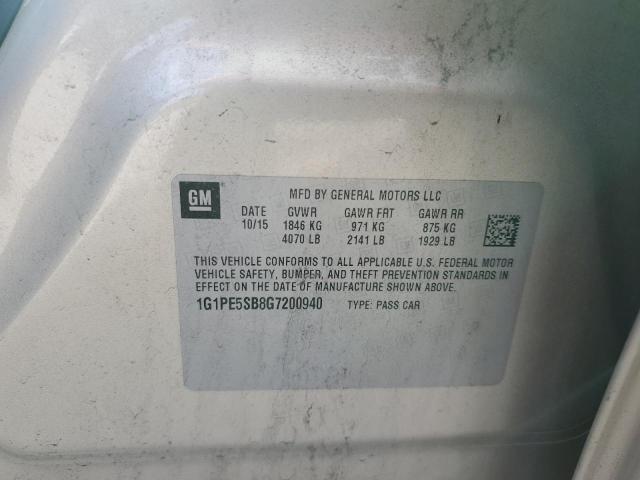 GM
MFD BY GENERAL MOTORS LLC
DATE GVWR GAWR FRT GAWR RR
10/15 1846 KG 971 KG 875 KG
4070 LB 2141 LB 1929 LB
THIS VEHICLE CONFORMS TO ALL APPLICABLE U.S. FEDERAL MOTOR
VEHICLE SAFETY, BUMPER, AND THEFT PREVENTION STANDARDS IN
EFFECT ON THE DATE OF MANUFACTURE SHOWN ABOVE.
1G1PE5SB8G7200940 TYPE: PASS CAR